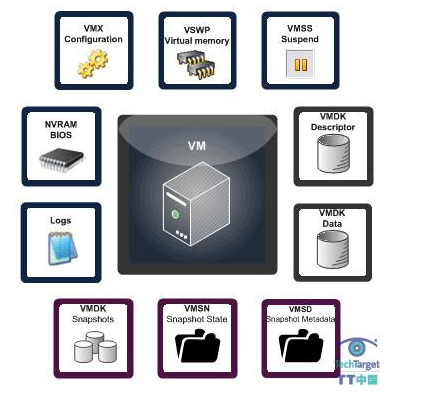 VMX
Configuration
VSWP
Virtual memory
VMSS
Suspend
NVRAM
BIOS
VM
VMDK
Descriptor
Logs
VMDK
Data
VMDK
Snapshots
VMSN
Snapshot State
VMSD
Snapshot Metadata
TechTarget
TT中国